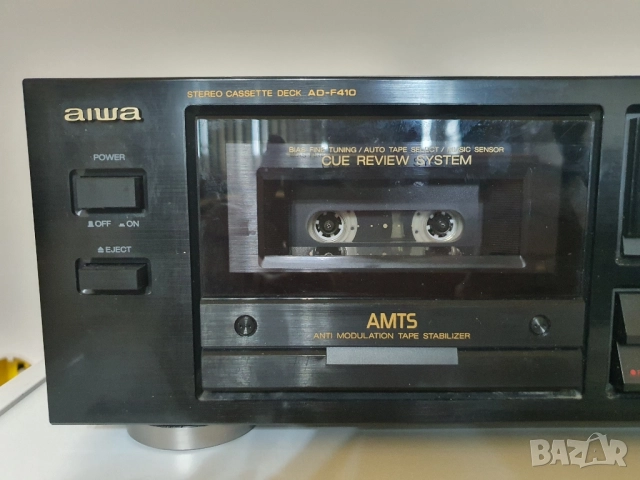 STEREO CASSETTE DECK AD-F410
aiwa
POWER
OFF ON
EJECT
BIAS FINE TUNING / AUTO TAPE SELECT / MUSIC SENSOR
CUE REVIEW SYSTEM
AMTS
ANTI MODULATION TAPE STABILIZER
BAZAR.bg